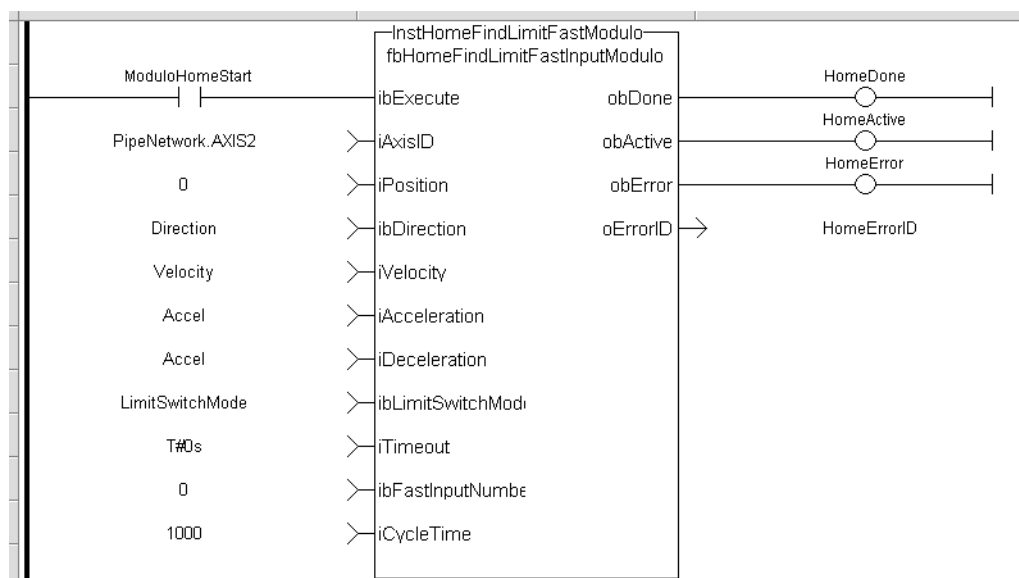 InstHomeFindLimitFastModulo
fbHomeFindLimitFastInputModulo
ModuloHomeStart ibExecute obDone HomeDone
PipeNetwork.AXIS2 iAxisID obActive HomeActive
0 iPosition obError HomeError
Direction ibDirection oErrorID HomeErrorID
Velocity iVelocity
Accel iAcceleration
Accel iDeceleration
LimitSwitchMode ibLimitSwitchMod
T#0s iTimeout
0 ibFastInputNumbe
1000 iCycleTime